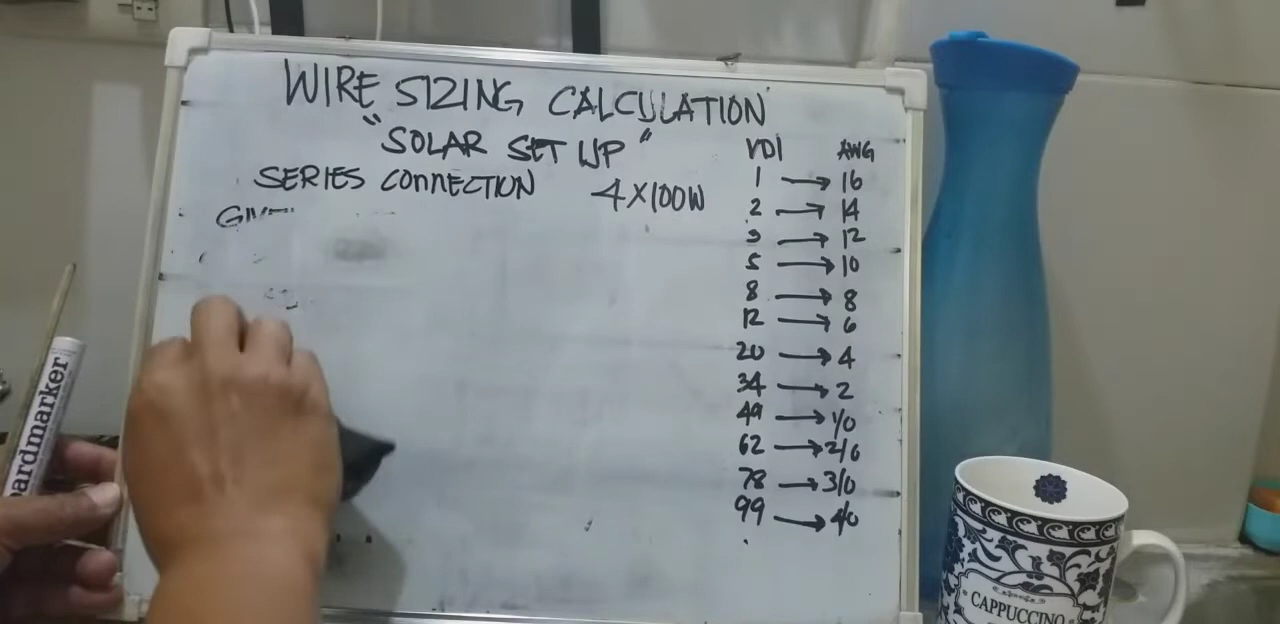 WIRE SIZING CALCULATION
"SOLAR SET UP"
SERIES CONNECTION 4X100W
VDI AWG
1 → 16
2 → 14
3 → 12
5 → 10
8 → 8
12 → 6
20 → 4
34 → 2
49 → 1/0
62 → 2/0
78 → 3/0
99 → 4/0
ardmarker
CAPPUCCINO